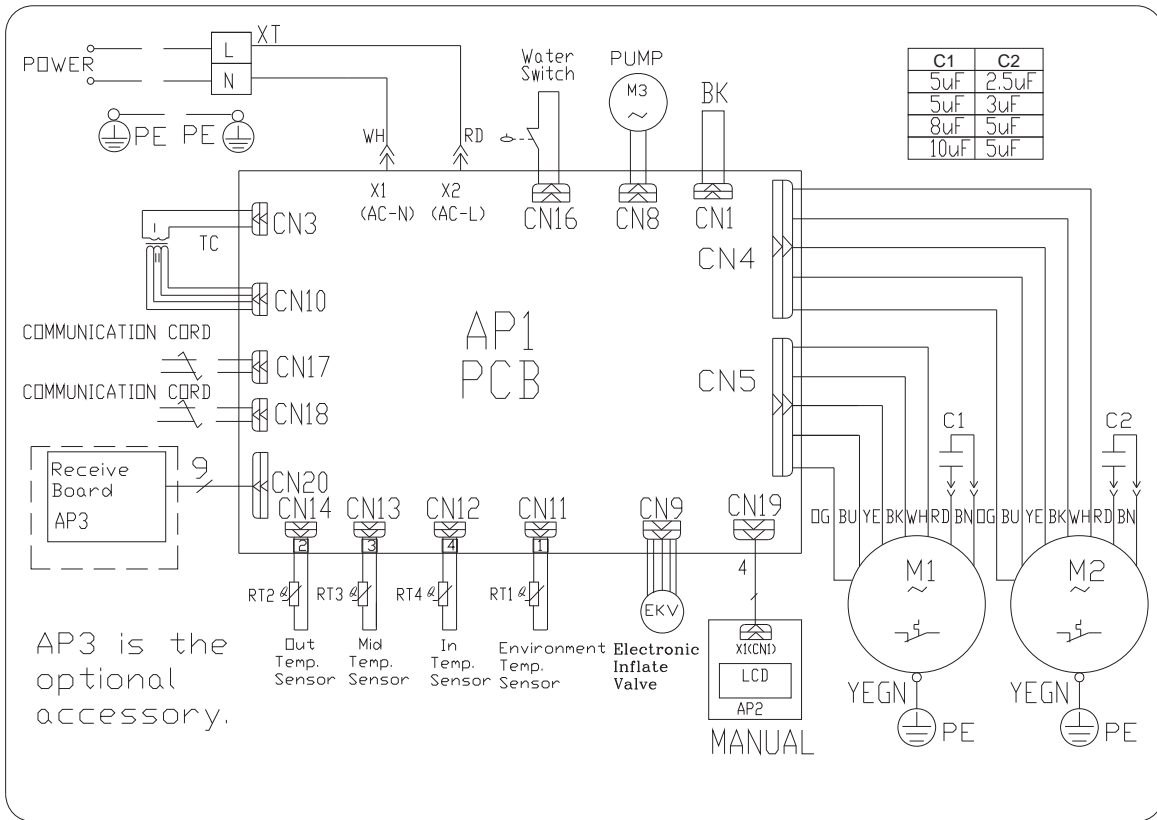 POWER
L
XT
N
PE
PE
WH
RD
X1
(AC-N)
X2
(AC-L)
Water
Switch
CN16
PUMP
M3
~
CN8
BK
CN1
C1 C2
5uF 2.5uF
5uF 3uF
8uF 5uF
10uF 5uF
CN3
TC
I
II
CN10
COMMUNICATION CORD
CN17
COMMUNICATION CORD
CN18
AP1
PCB
CN4
CN5
Receive
Board
AP3
9
CN20
CN14
CN13
CN12
CN11
CN9
CN19
2
3
4
1
RT2
RT3
RT4
RT1
Out
Temp.
Sensor
Mid
Temp.
Sensor
In
Temp.
Sensor
Environment
Temp.
Sensor
EKV
Electronic
Inflate
Valve
4
X1(CN1)
LCD
AP2
MANUAL
C1
C2
OG BU YE BK WH RD BN
OG BU YE BK WH RD BN
M1
~
M2
~
YEGN
PE
YEGN
PE
AP3 is the
optional
accessory.